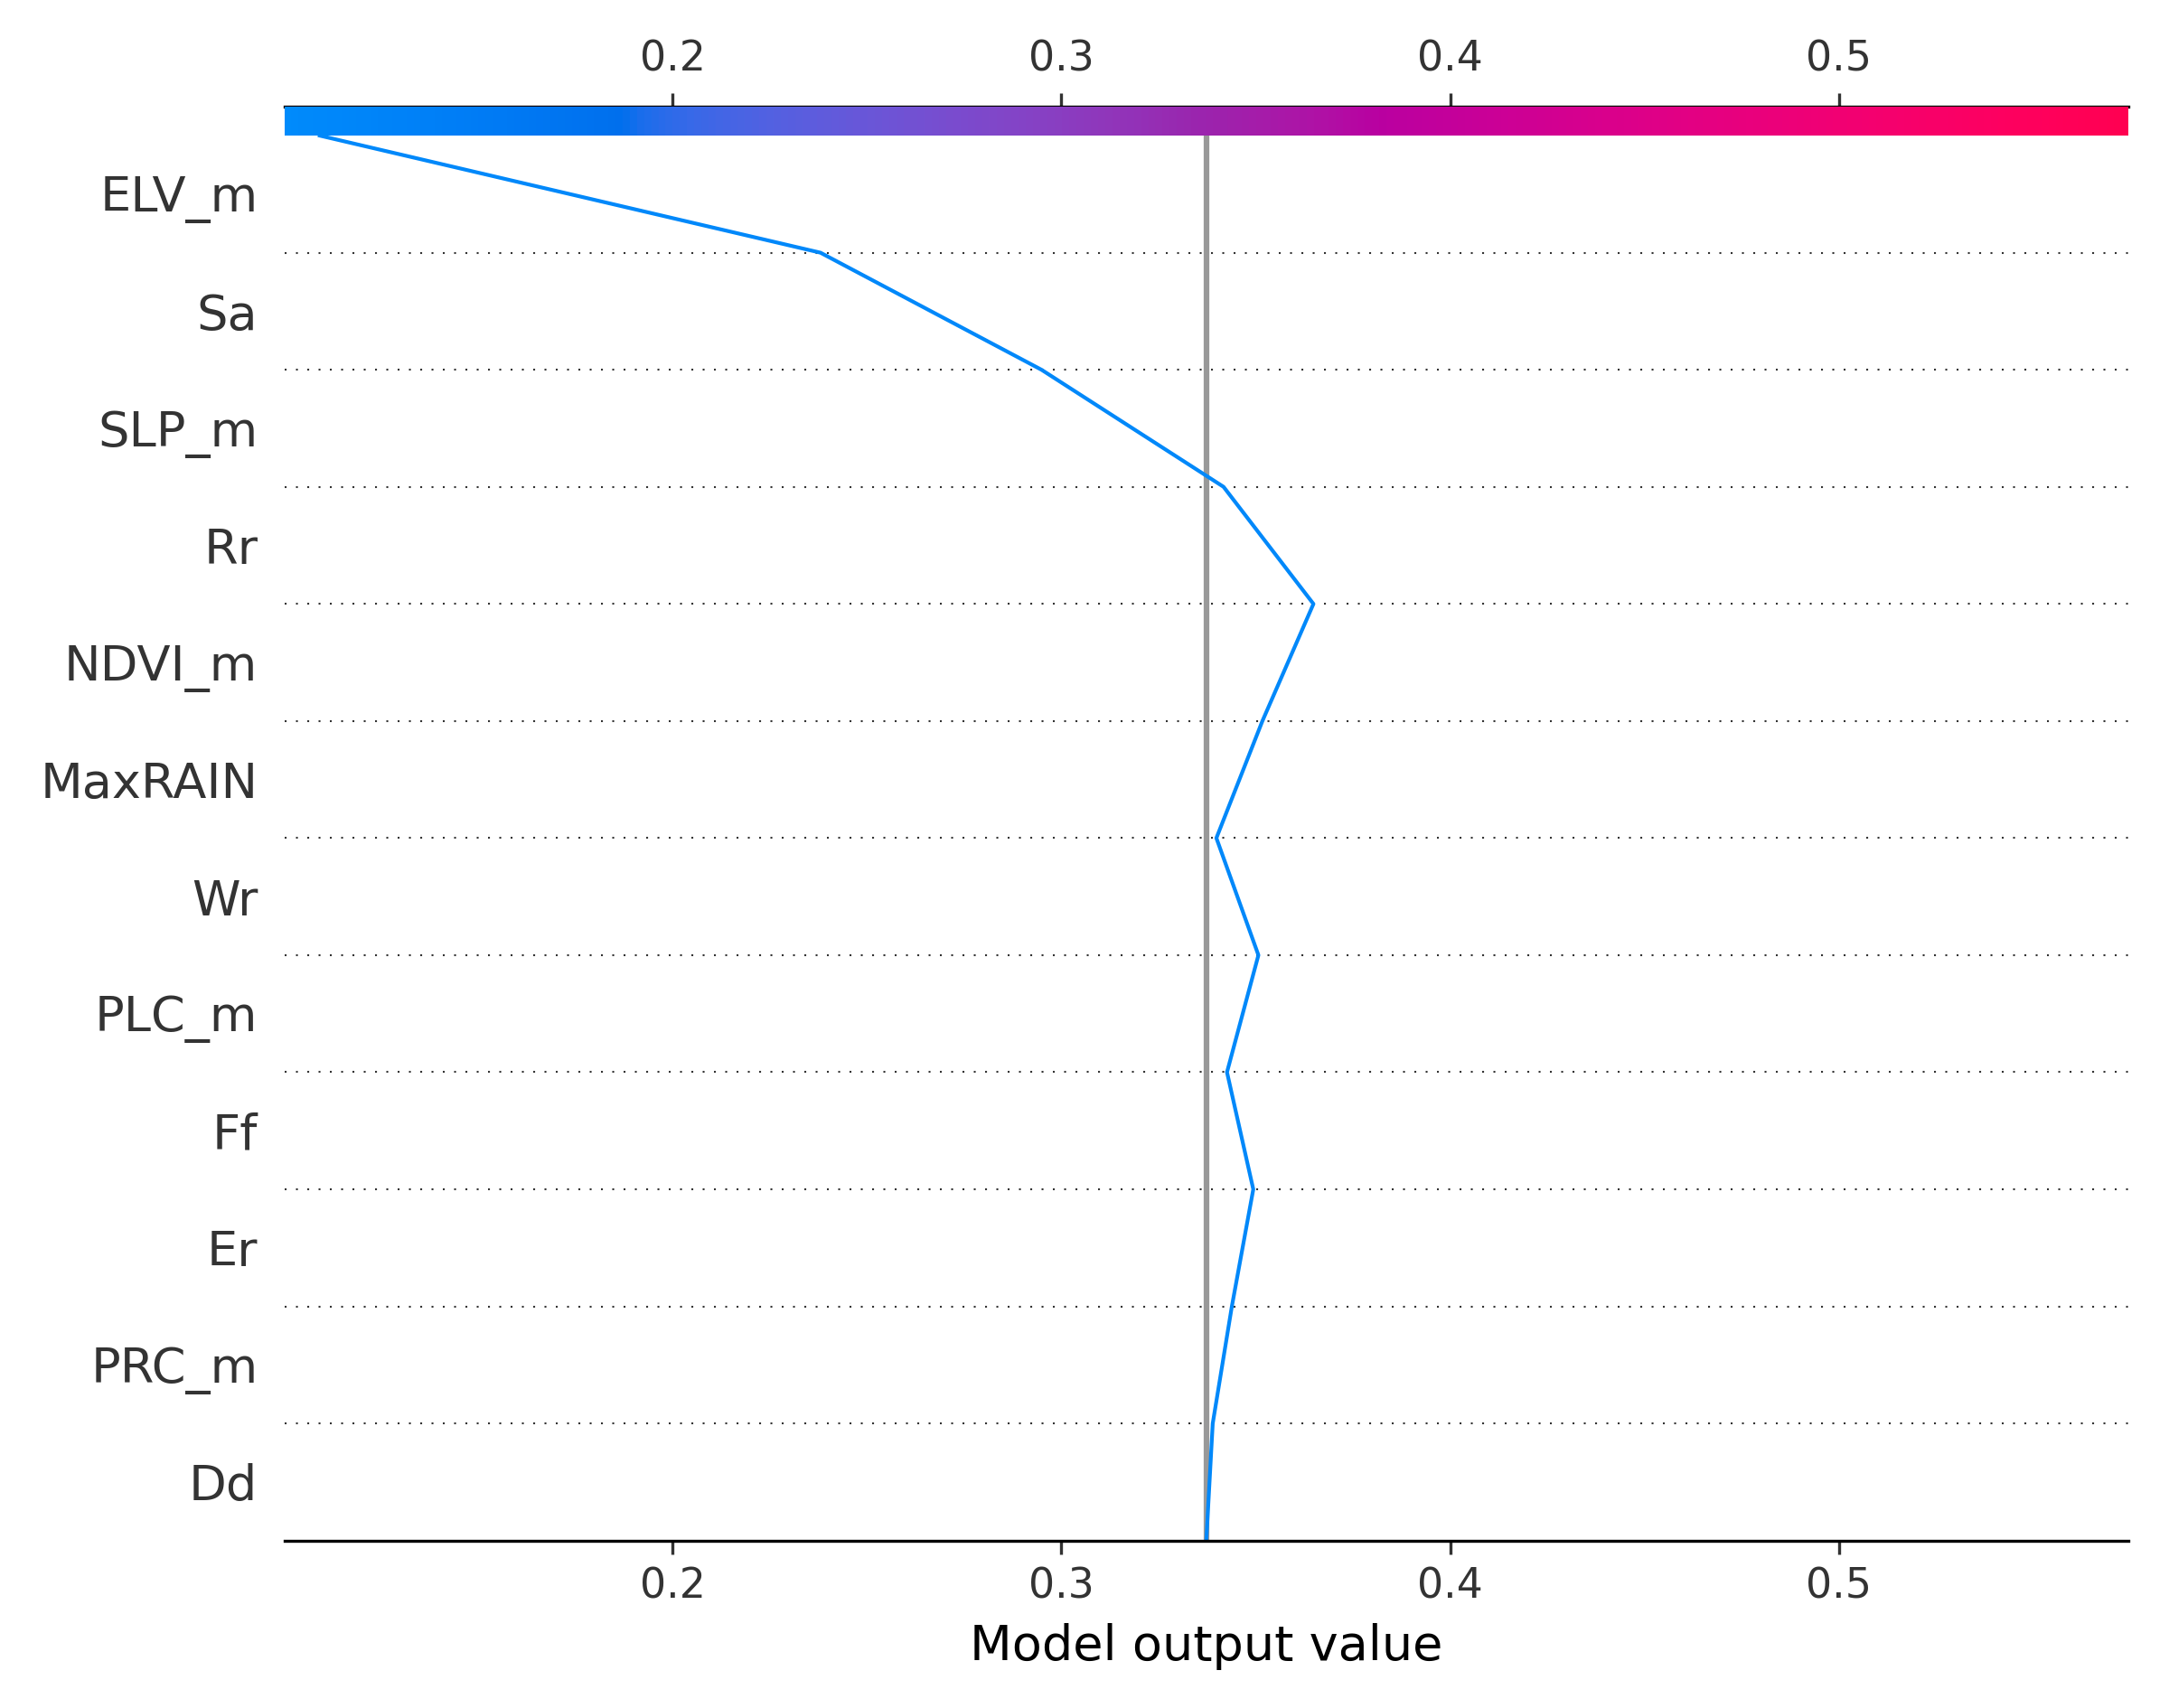 0.2 0.3 0.4 0.5
ELV_m
Sa
SLP_m
Rr
NDVI_m
MaxRAIN
Wr
PLC_m
Ff
Er
PRC_m
Dd
0.2 0.3 0.4 0.5
Model output value